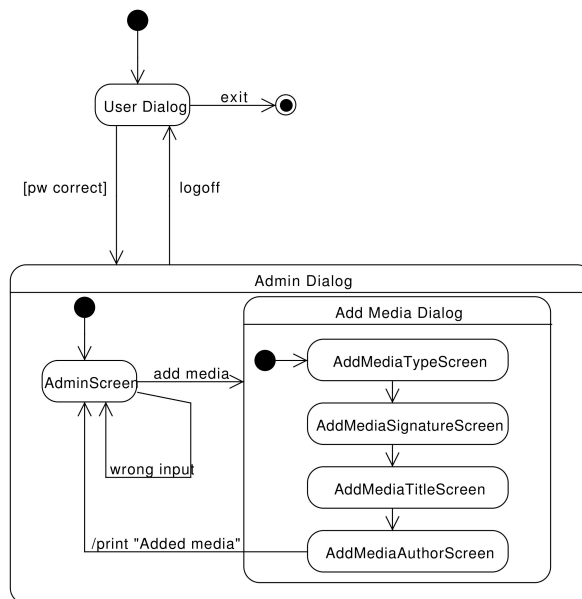 User Dialog
exit
[pw correct]
logoff
Admin Dialog
Add Media Dialog
AddMediaTypeScreen
AdminScreen
add media
AddMediaSignatureScreen
wrong input
AddMediaTitleScreen
/print "Added media"
AddMediaAuthorScreen